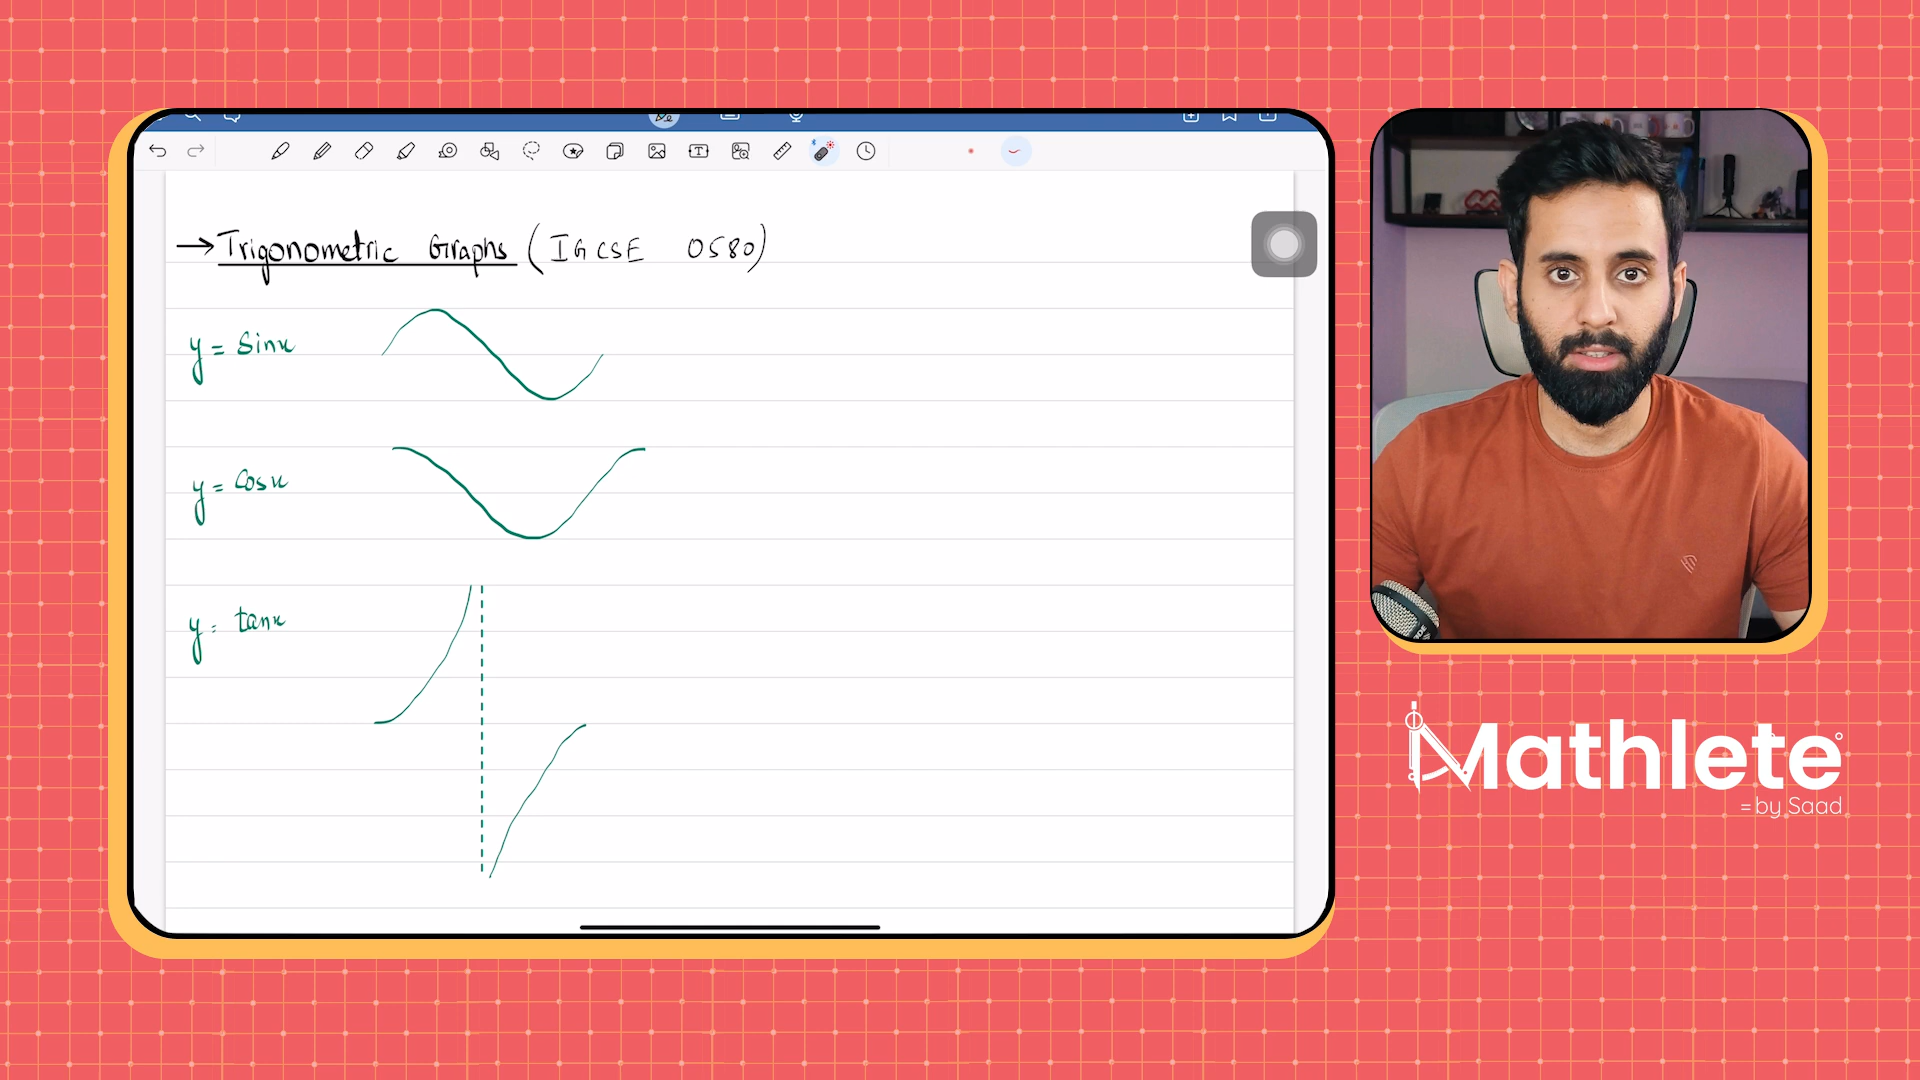 → Trigonometric Graphs (IGCSE 0580)
y = Sinx
y = Cosx
y = tanx
Mathlete
= by Saad